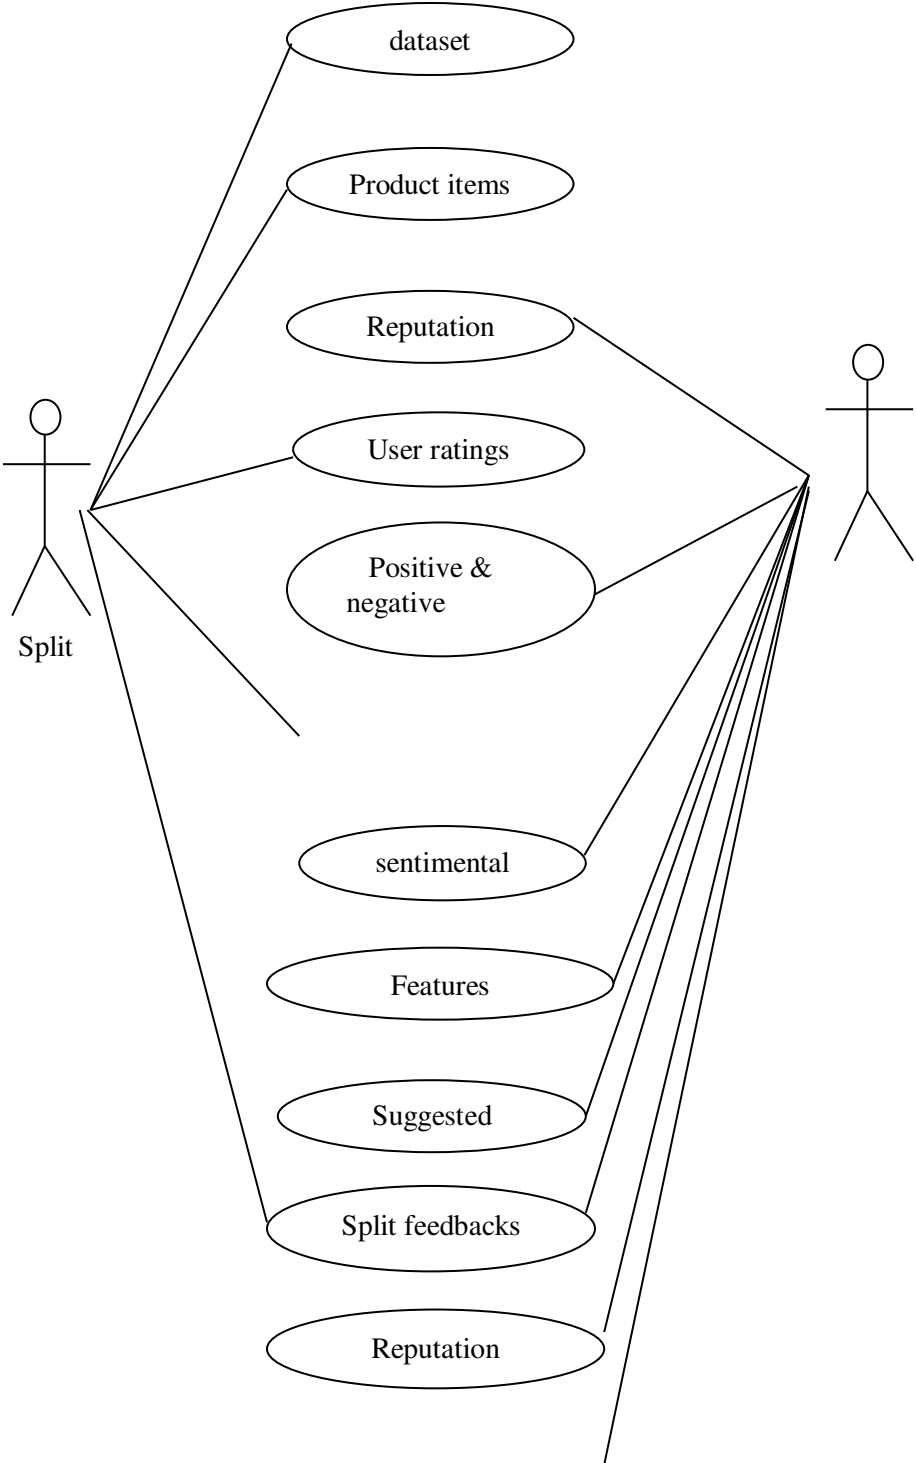 dataset
Product items
Reputation
User ratings
Positive &
negative
Split
sentimental
Features
Suggested
Split feedbacks
Reputation